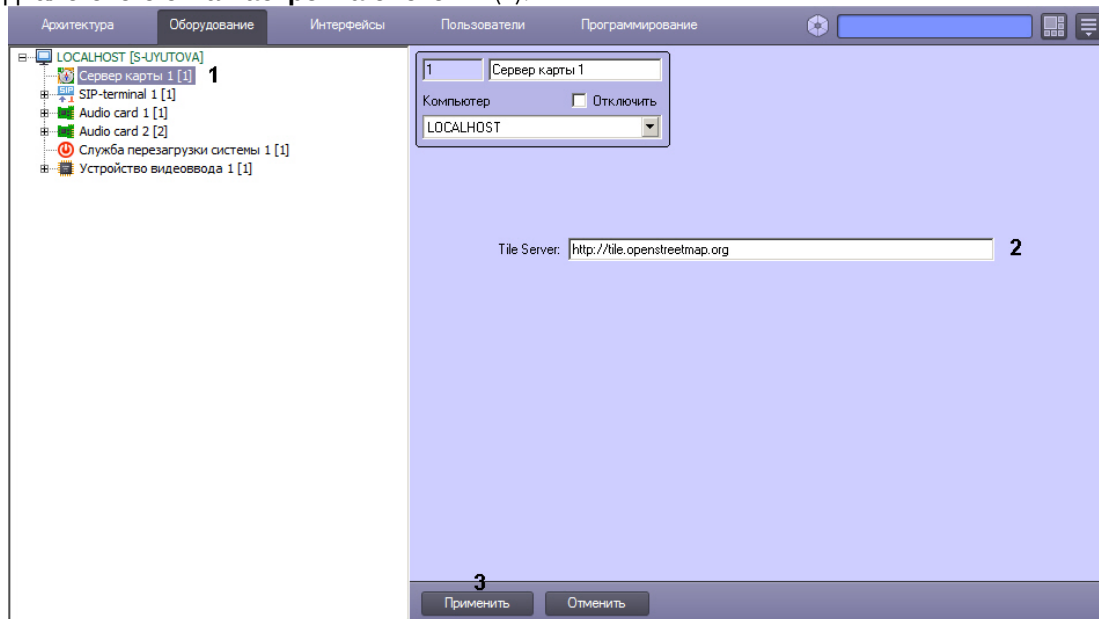 Архитектура Оборудование Интерфейсы Пользователи Программирование
LOCALHOST [S-UYUTOVA]
Сервер карты 1 [1] 1
SIP-terminal 1 [1]
Audio card 1 [1]
Audio card 2 [2]
Служба перезагрузки системы 1 [1]
Устройство видеоввода 1 [1]
1 Сервер карты 1
Компьютер Отключить
LOCALHOST
Tile Server: http://tile.openstreetmap.org 2
3
Применить Отменить